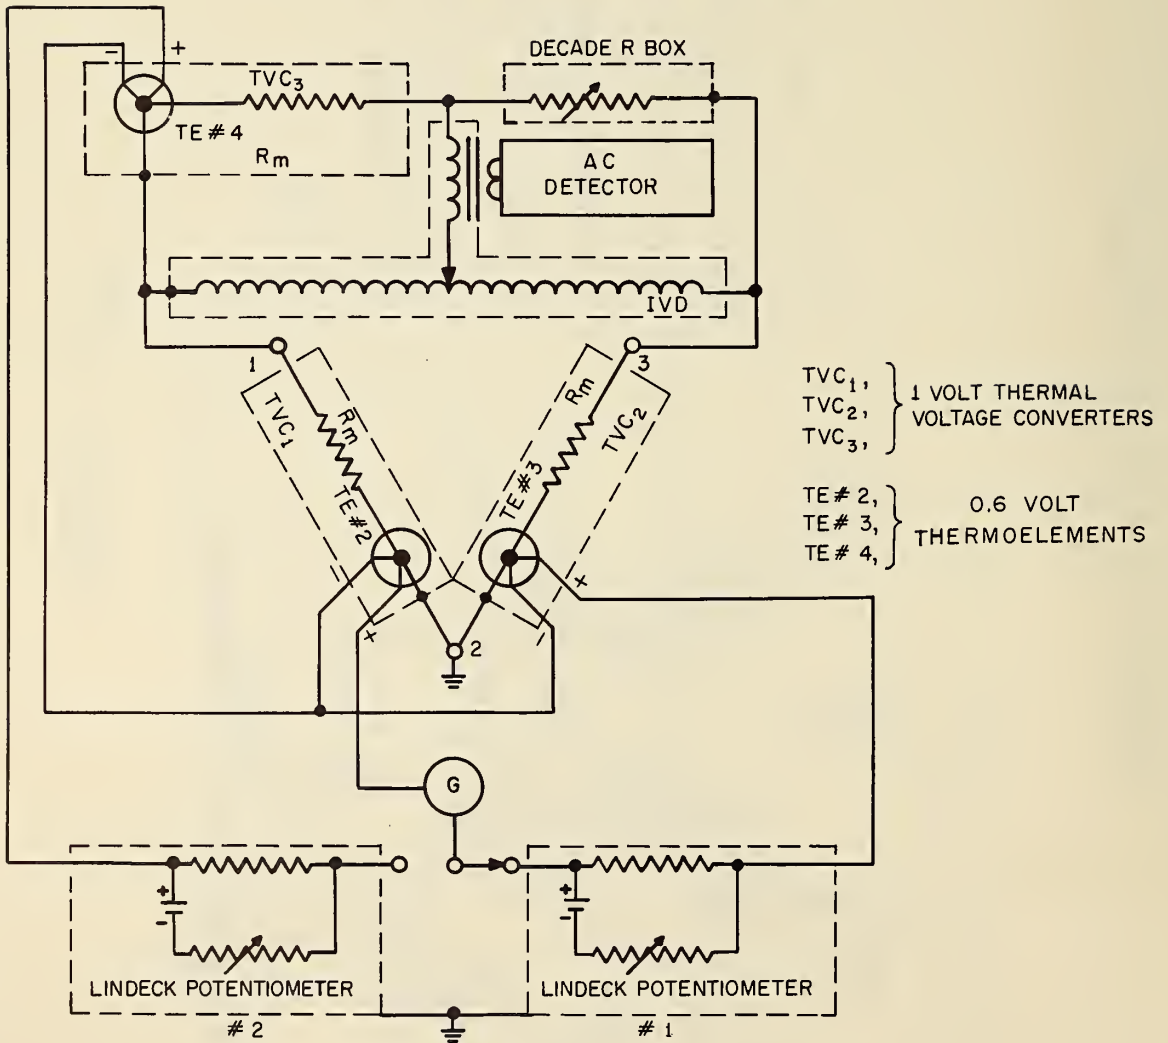 - +
DECADE R BOX
TVC3
TE#4
Rm
AC
DETECTOR
IVD
1
3
TVC1
Rm
TE#2
Rm
TVC2
TE#3
TVC1,
TVC2,
TVC3,
1 VOLT THERMAL
VOLTAGE CONVERTERS
TE#2,
TE#3,
TE#4,
0.6 VOLT
THERMOELEMENTS
+
-
+
2
G
+
-
+
-
LINDECK POTENTIOMETER
#2
LINDECK POTENTIOMETER
#1